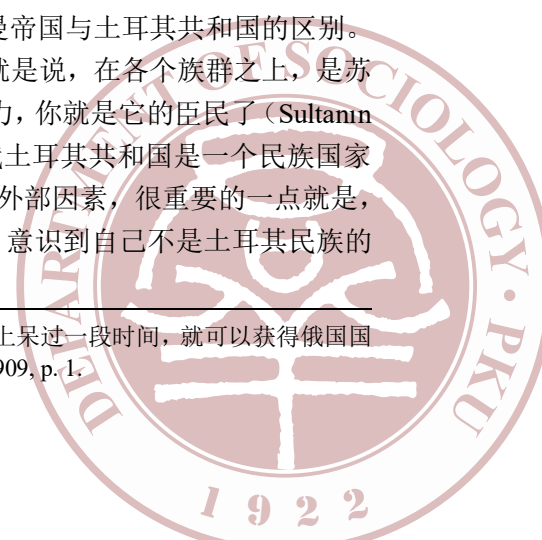 曼帝国与土耳其共和国的区别。
就是说，在各个族群之上，是苏
力，你就是它的臣民了（Sultanın
土耳其共和国是一个民族国家
外部因素，很重要的一点就是，
意识到自己不是土耳其民族的
上呆过一段时间，就可以获得俄国国
909, p. 1.
DEPARTMENT OF SOCIOLOGY · PKU
1922